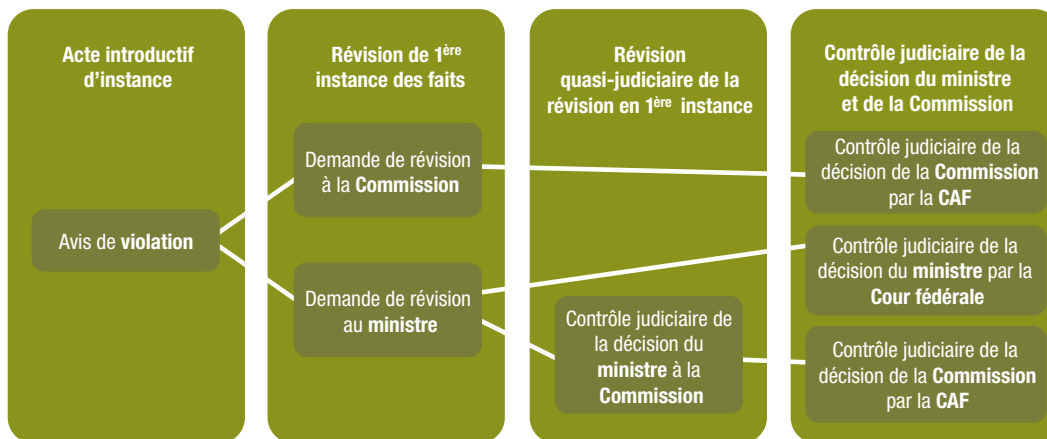 Acte introductif
d'instance
Avis de violation
Révision de 1ère
instance des faits
Demande de révision
à la Commission
Demande de révision
au ministre
Révision
quasi-judiciaire de la
révision en 1ère instance
Contrôle judiciaire de
la décision du
ministre à la
Commission
Contrôle judiciaire de la
décision du ministre
et de la Commission
Contrôle judiciaire de la
décision de la Commission
par la CAF
Contrôle judiciaire de la
décision du ministre par la
Cour fédérale
Contrôle judiciaire de la
décision de la Commission
par la CAF